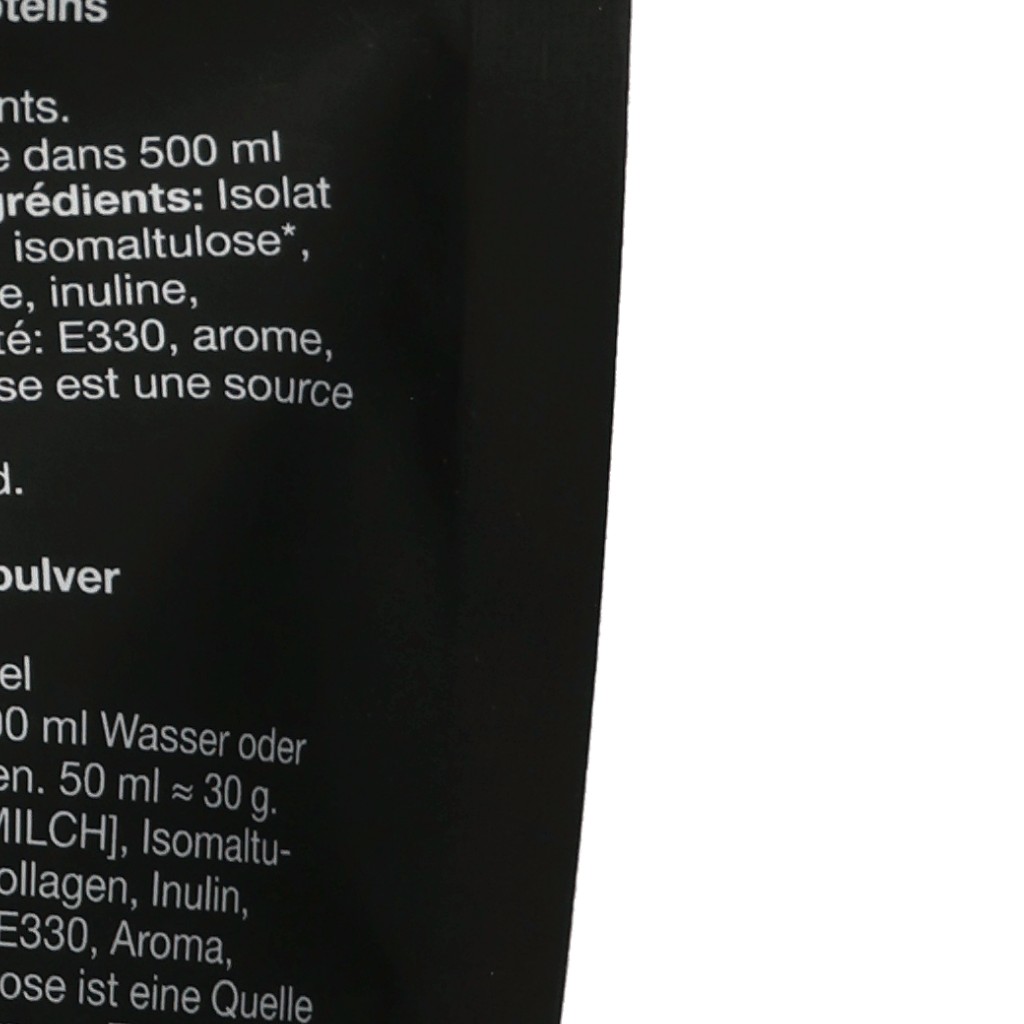 oteins
nts.
e dans 500 ml
grédients: Isolat
isomaltulose*,
e, inuline,
té: E330, arome,
se est une source
d.
pulver
el
00 ml Wasser oder
en. 50 ml ≈ 30 g.
MILCH], Isomaltu-
ollagen, Inulin,
E330, Aroma,
ose ist eine Quelle